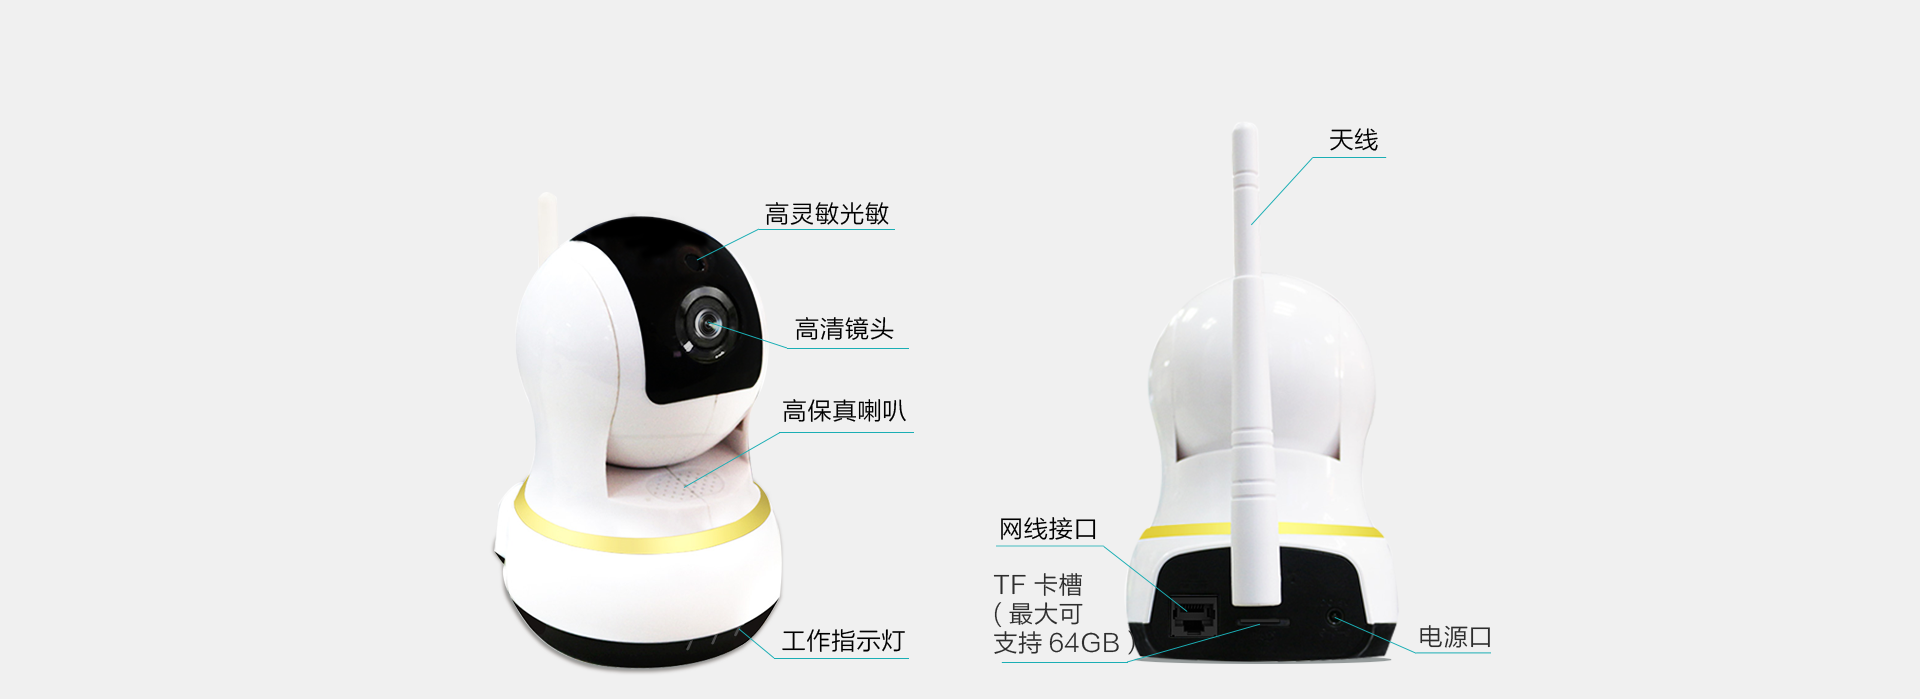 高灵敏光敏
高清镜头
高保真喇叭
工作指示灯
天线
网线接口
TF 卡槽
( 最大可
支持 64GB )
电源口